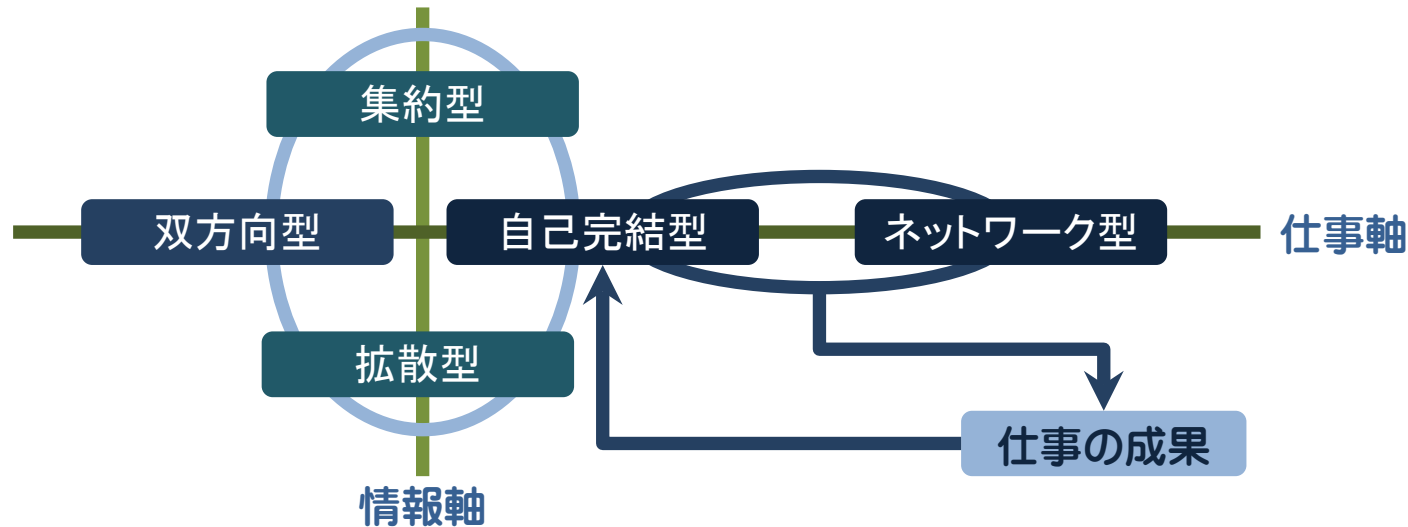 集約型
双方向型
自己完結型
ネットワーク型
仕事軸
拡散型
仕事の成果
情報軸